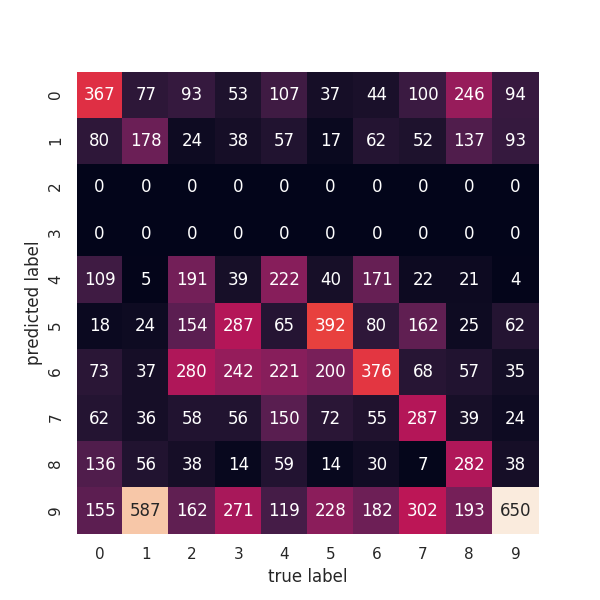 0 367 77 93 53 107 37 44 100 246 94
1 80 178 24 38 57 17 62 52 137 93
2 0 0 0 0 0 0 0 0 0 0
3 0 0 0 0 0 0 0 0 0 0
4 109 5 191 39 222 40 171 22 21 4
5 18 24 154 287 65 392 80 162 25 62
6 73 37 280 242 221 200 376 68 57 35
7 62 36 58 56 150 72 55 287 39 24
8 136 56 38 14 59 14 30 7 282 38
9 155 587 162 271 119 228 182 302 193 650
0 1 2 3 4 5 6 7 8 9
true label
predicted label